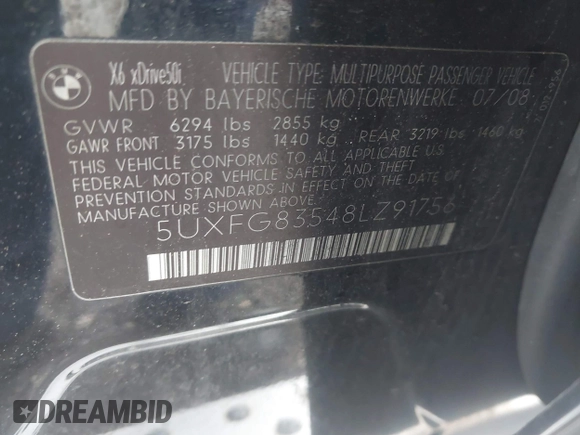 BMW
X6 xDrive50i
VEHICLE TYPE: MULTIPURPOSE PASSENGER VEHICLE
MFD BY BAYERISCHE MOTORENWERKE 07/08
GVWR 6294 lbs 2855 kg
GAWR FRONT 3175 lbs 1440 kg REAR 3219 lbs 1460 kg
THIS VEHICLE CONFORMS TO ALL APPLICABLE U.S.
FEDERAL MOTOR VEHICLE SAFETY AND THEFT
PREVENTION STANDARDS IN EFFECT ON THE DATE OF
MANUFACTURE SHOWN ABOVE.
5UXFG83548LZ91756
DREAMBID